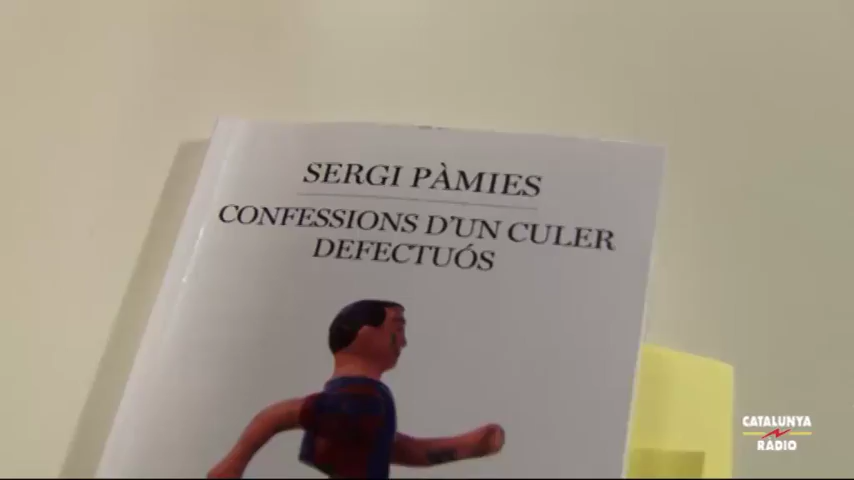 SERGI PÀMIES
CONFESSIONS D'UN CULER
DEFECTUÓS
CATALUNYA
RÀDIO